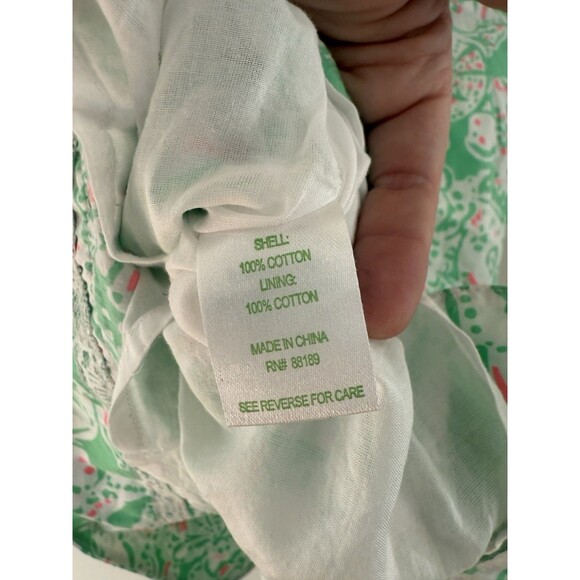 SHELL:
100% COTTON
LINING:
100% COTTON
MADE IN CHINA
RN# 88189
SEE REVERSE FOR CARE